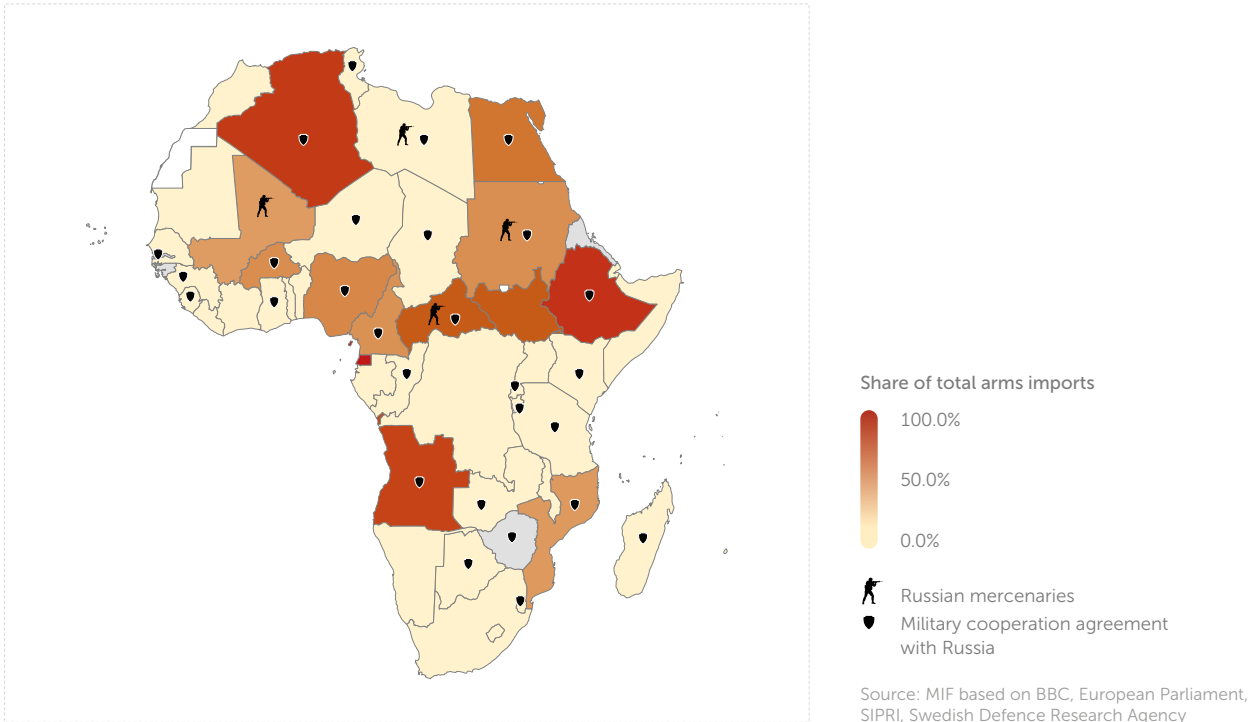 Share of total arms imports
100.0%
50.0%
0.0%
Russian mercenaries
Military cooperation agreement
with Russia
Source: MIF based on BBC, European Parliament,
SIPRI, Swedish Defence Research Agency